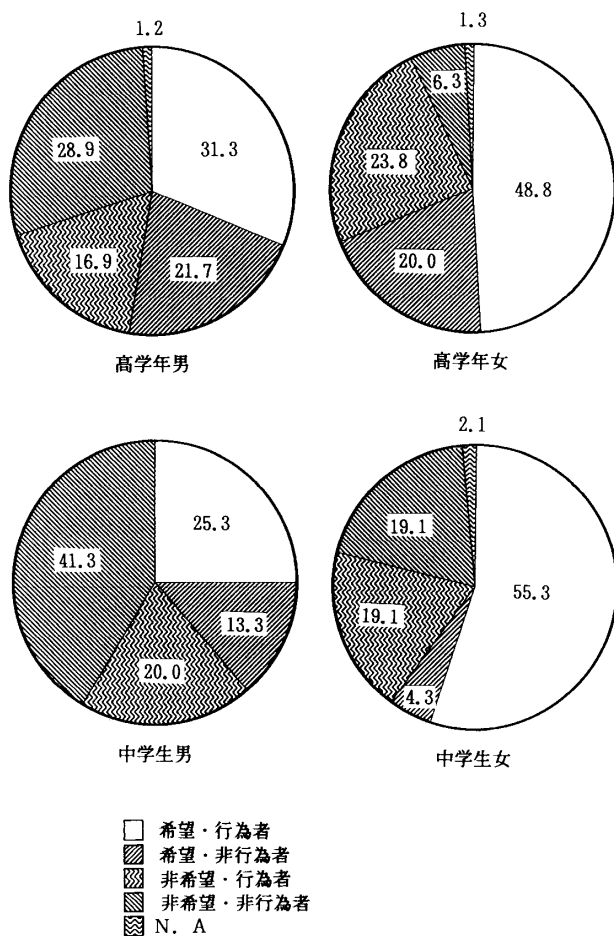 1.2
31.3
21.7
16.9
28.9
高学年男
1.3
48.8
20.0
23.8
6.3
高学年女
25.3
13.3
20.0
41.3
中学生男
2.1
55.3
4.3
19.1
19.1
中学生女
希望・行為者
希望・非行為者
非希望・行為者
非希望・非行為者
N. A